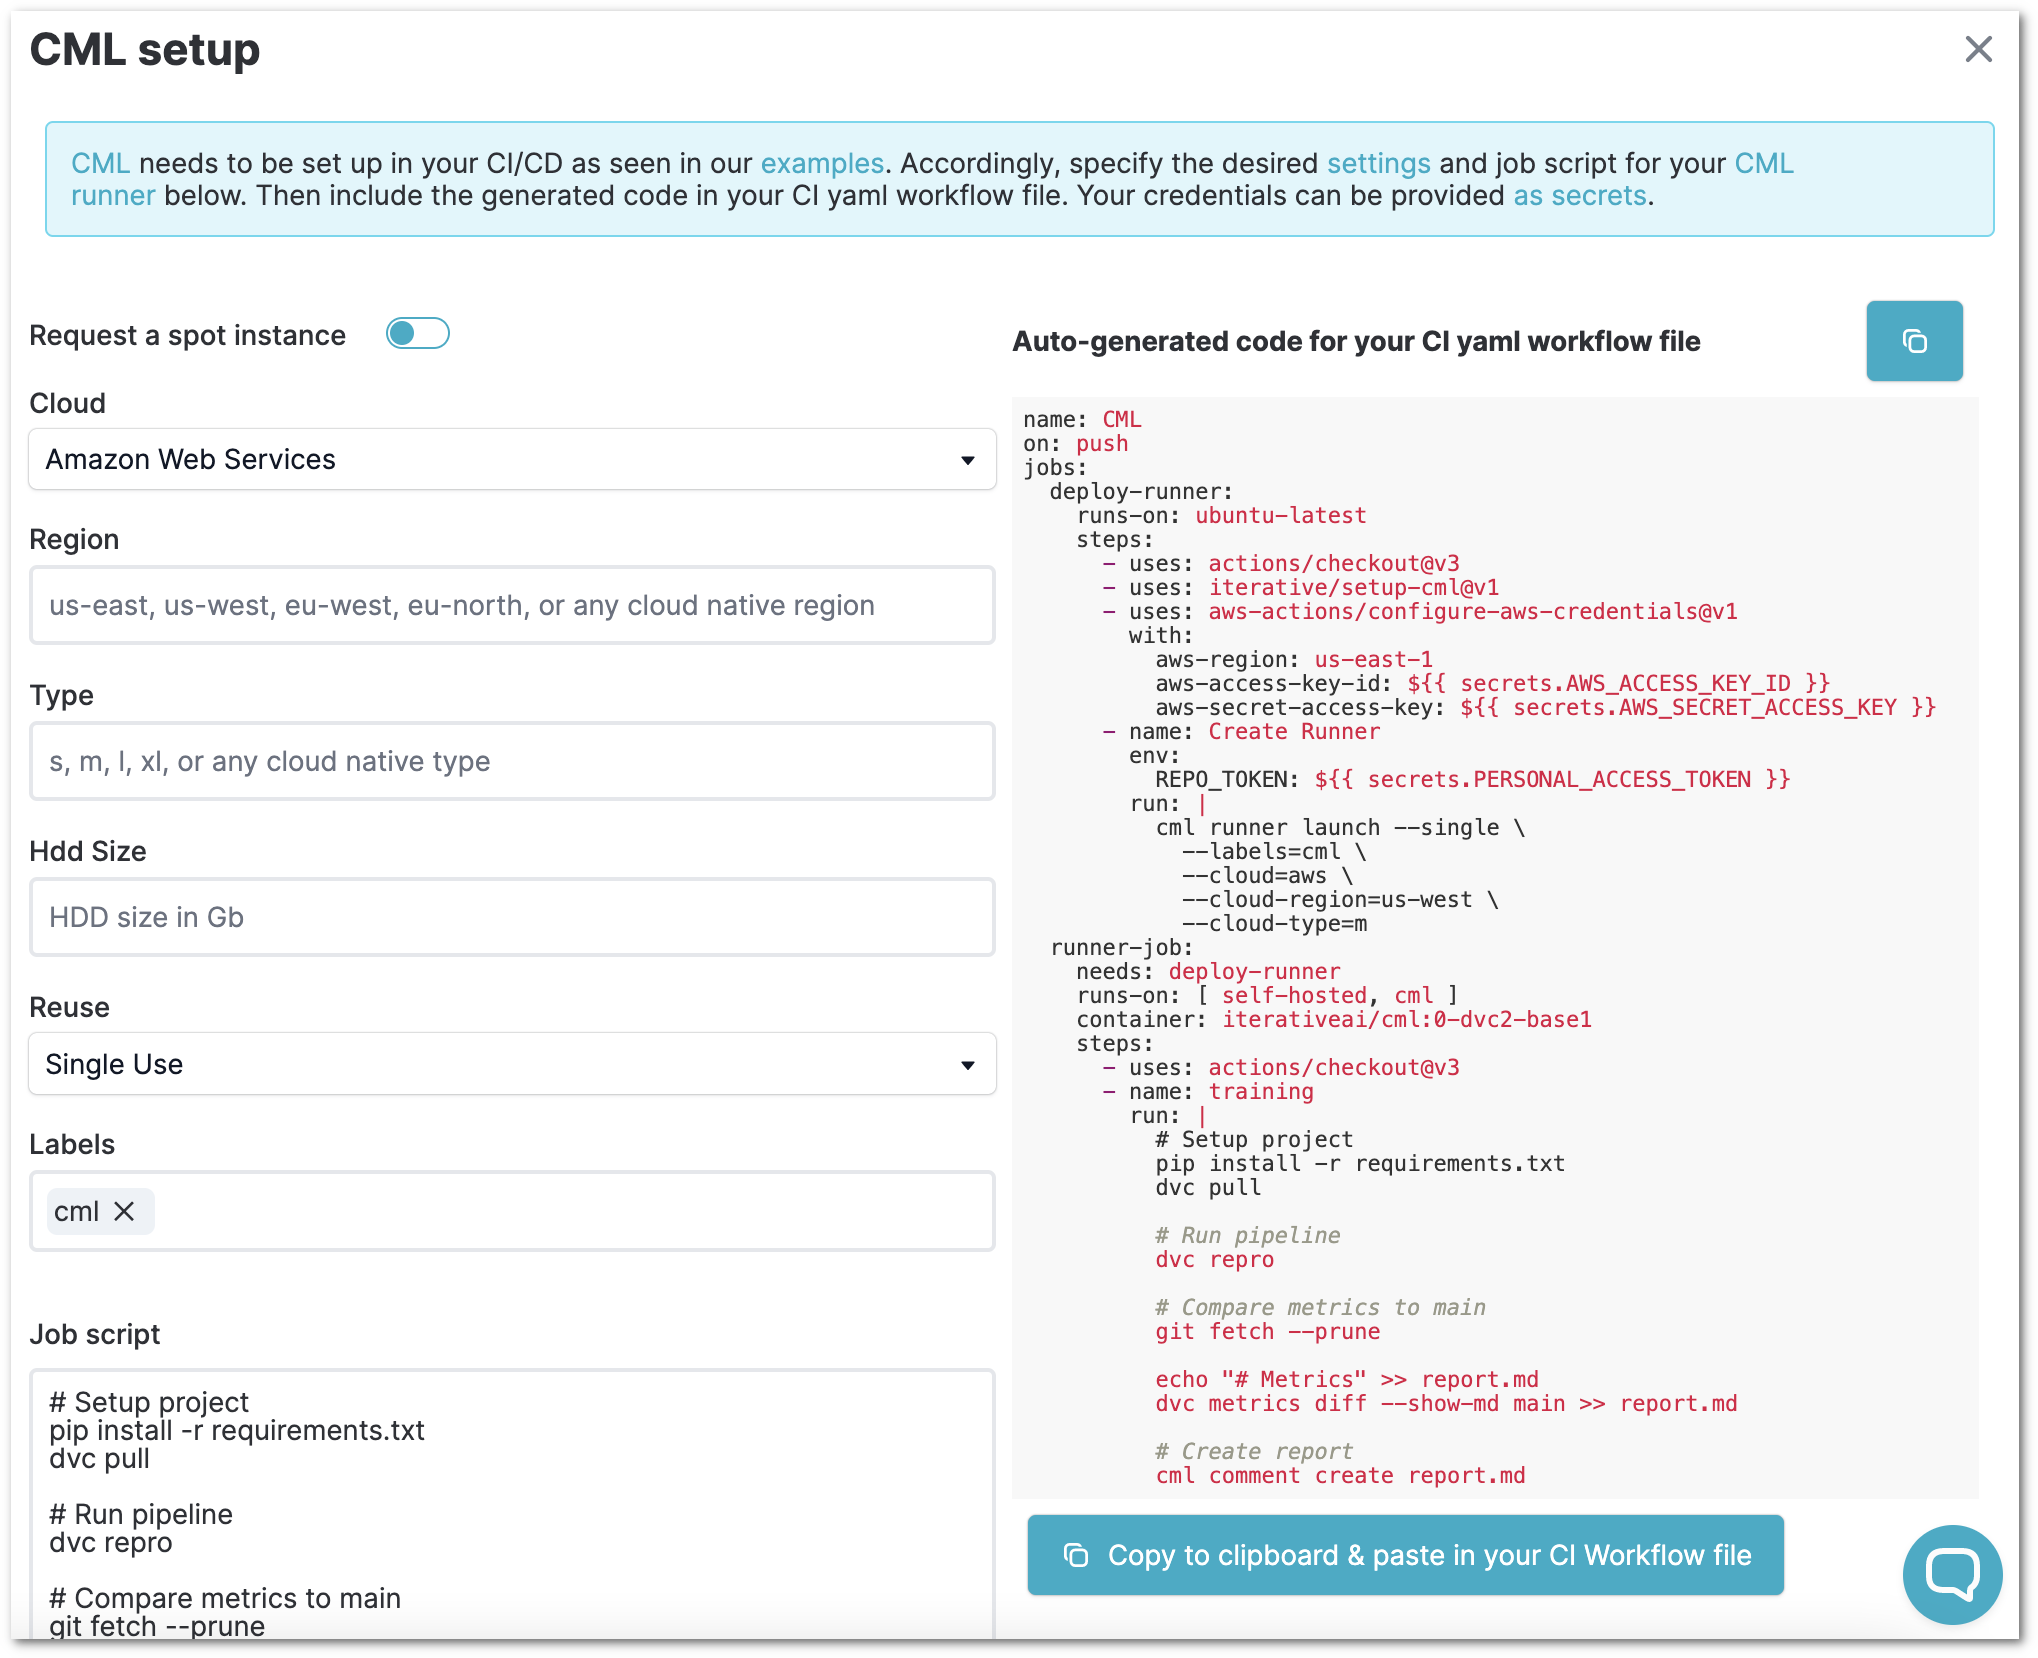 CML setup
CML needs to be set up in your CI/CD as seen in our examples. Accordingly, specify the desired settings and job script for your CML
runner below. Then include the generated code in your CI yaml workflow file. Your credentials can be provided as secrets.
Request a spot instance
Cloud
Amazon Web Services
Region
us-east, us-west, eu-west, eu-north, or any cloud native region
Type
s, m, l, xl, or any cloud native type
Hdd Size
HDD size in Gb
Reuse
Single Use
Labels
cml
Job script
# Setup project
pip install -r requirements.txt
dvc pull
# Run pipeline
dvc repro
# Compare metrics to main
git fetch --prune
Auto-generated code for your CI yaml workflow file
name: CML
on: push
jobs:
  deploy-runner:
    runs-on: ubuntu-latest
    steps:
      - uses: actions/checkout@v3
      - uses: iterative/setup-cml@v1
      - uses: aws-actions/configure-aws-credentials@v1
        with:
          aws-region: us-east-1
          aws-access-key-id: ${{ secrets.AWS_ACCESS_KEY_ID }}
          aws-secret-access-key: ${{ secrets.AWS_SECRET_ACCESS_KEY }}
      - name: Create Runner
        env:
          REPO_TOKEN: ${{ secrets.PERSONAL_ACCESS_TOKEN }}
        run: |
          cml runner launch --single \
            --labels=cml \
            --cloud=aws \
            --cloud-region=us-west \
            --cloud-type=m
  runner-job:
    needs: deploy-runner
    runs-on: [ self-hosted, cml ]
    container: iterativeai/cml:0-dvc2-base1
    steps:
      - uses: actions/checkout@v3
      - name: training
        run: |
          # Setup project
          pip install -r requirements.txt
          dvc pull
          # Run pipeline
          dvc repro
          # Compare metrics to main
          git fetch --prune
          echo "# Metrics" >> report.md
          dvc metrics diff --show-md main >> report.md
          # Create report
          cml comment create report.md
Copy to clipboard & paste in your CI Workflow file